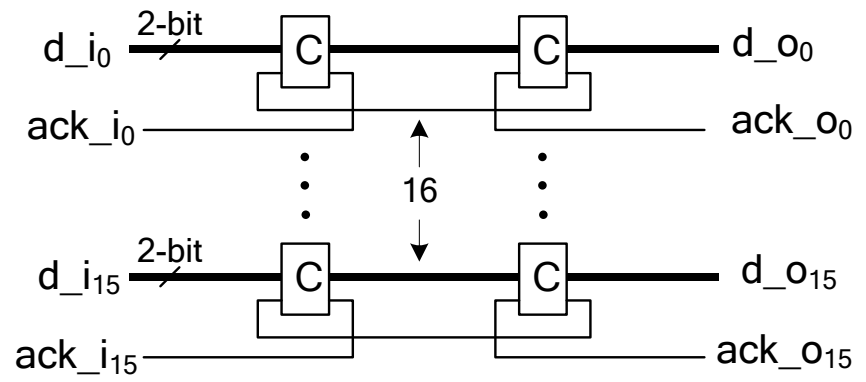 2-bit
d_i0 C C d_o0
ack_i0 ack_o0
16
2-bit
d_i15 C C d_o15
ack_i15 ack_o15